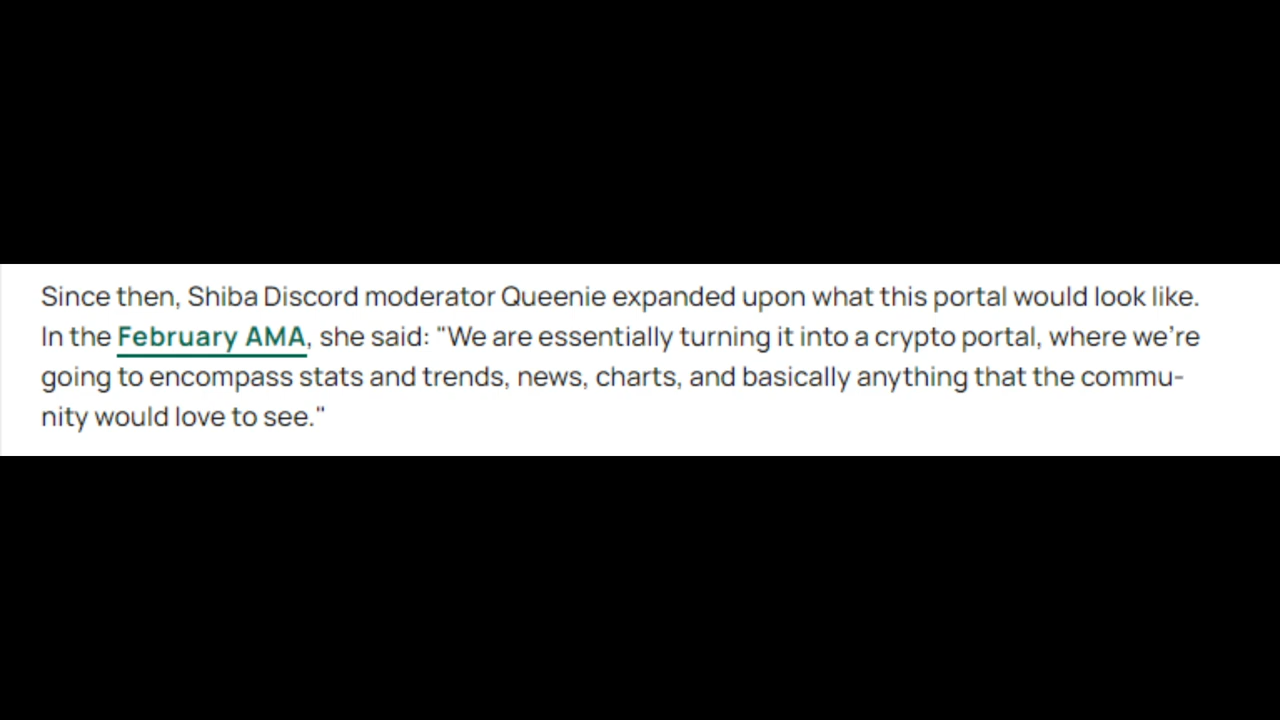 Since then, Shiba Discord moderator Queenie expanded upon what this portal would look like.
In the February AMA, she said: "We are essentially turning it into a crypto portal, where we’re
going to encompass stats and trends, news, charts, and basically anything that the commu-
nity would love to see."